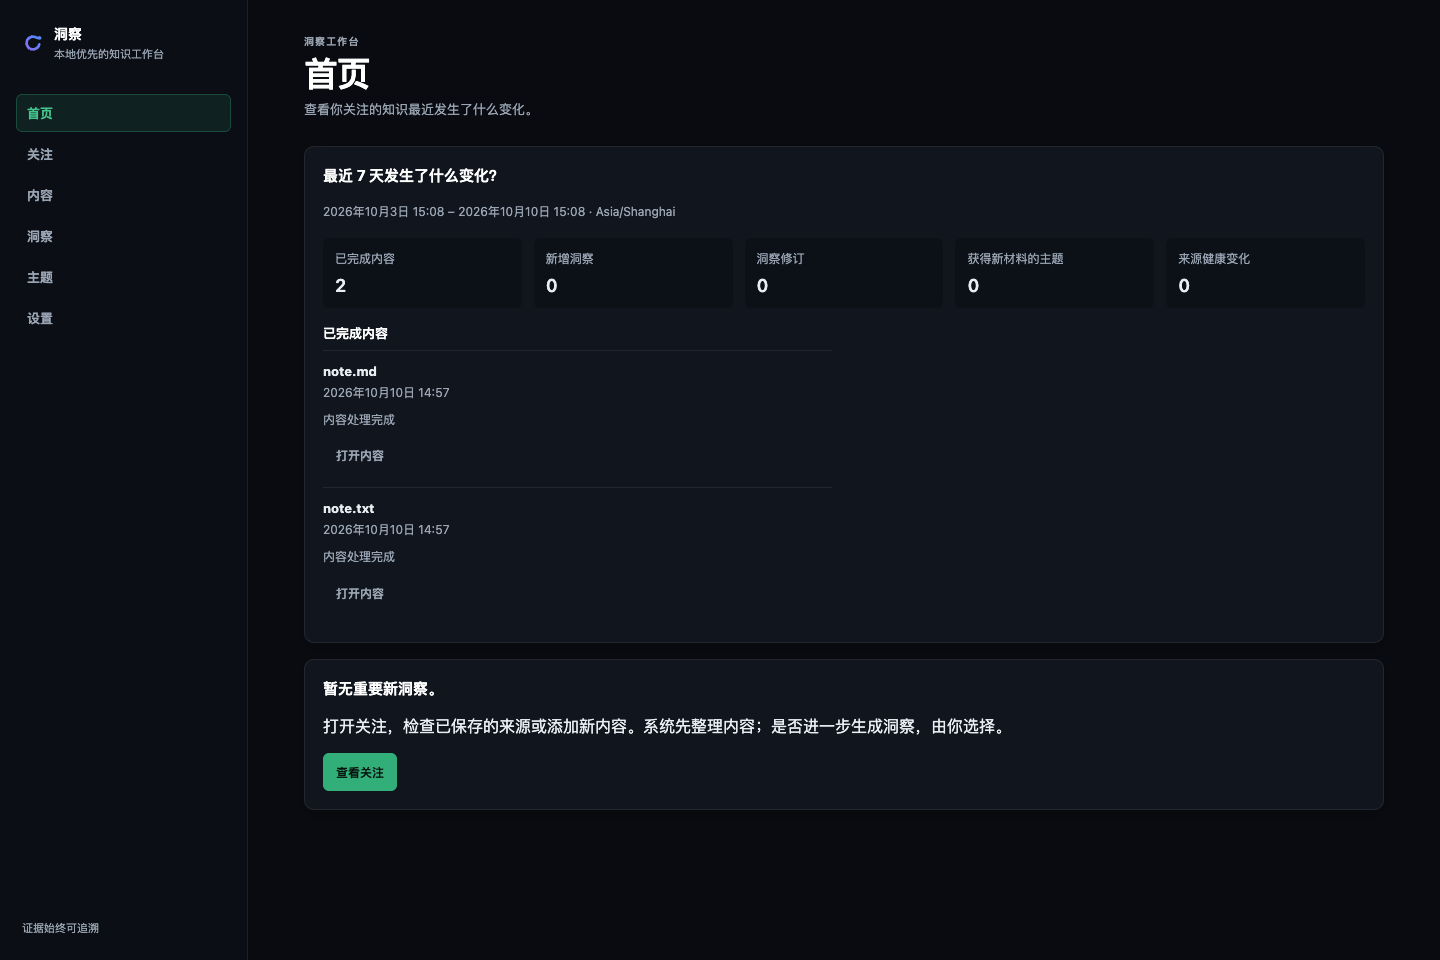 洞察
本地优先的知识工作台
首页
关注
内容
洞察
主题
设置
证据始终可追溯
洞察工作台
首页
查看你关注的知识最近发生了什么变化。
最近 7 天发生了什么变化?
2026年10月3日 15:08 – 2026年10月10日 15:08 · Asia/Shanghai
已完成内容
2
新增洞察
0
洞察修订
0
获得新材料的主题
0
来源健康变化
0
已完成内容
note.md
2026年10月10日 14:57
内容处理完成
打开内容
note.txt
2026年10月10日 14:57
内容处理完成
打开内容
暂无重要新洞察。
打开关注，检查已保存的来源或添加新内容。系统先整理内容；是否进一步生成洞察，由你选择。
查看关注